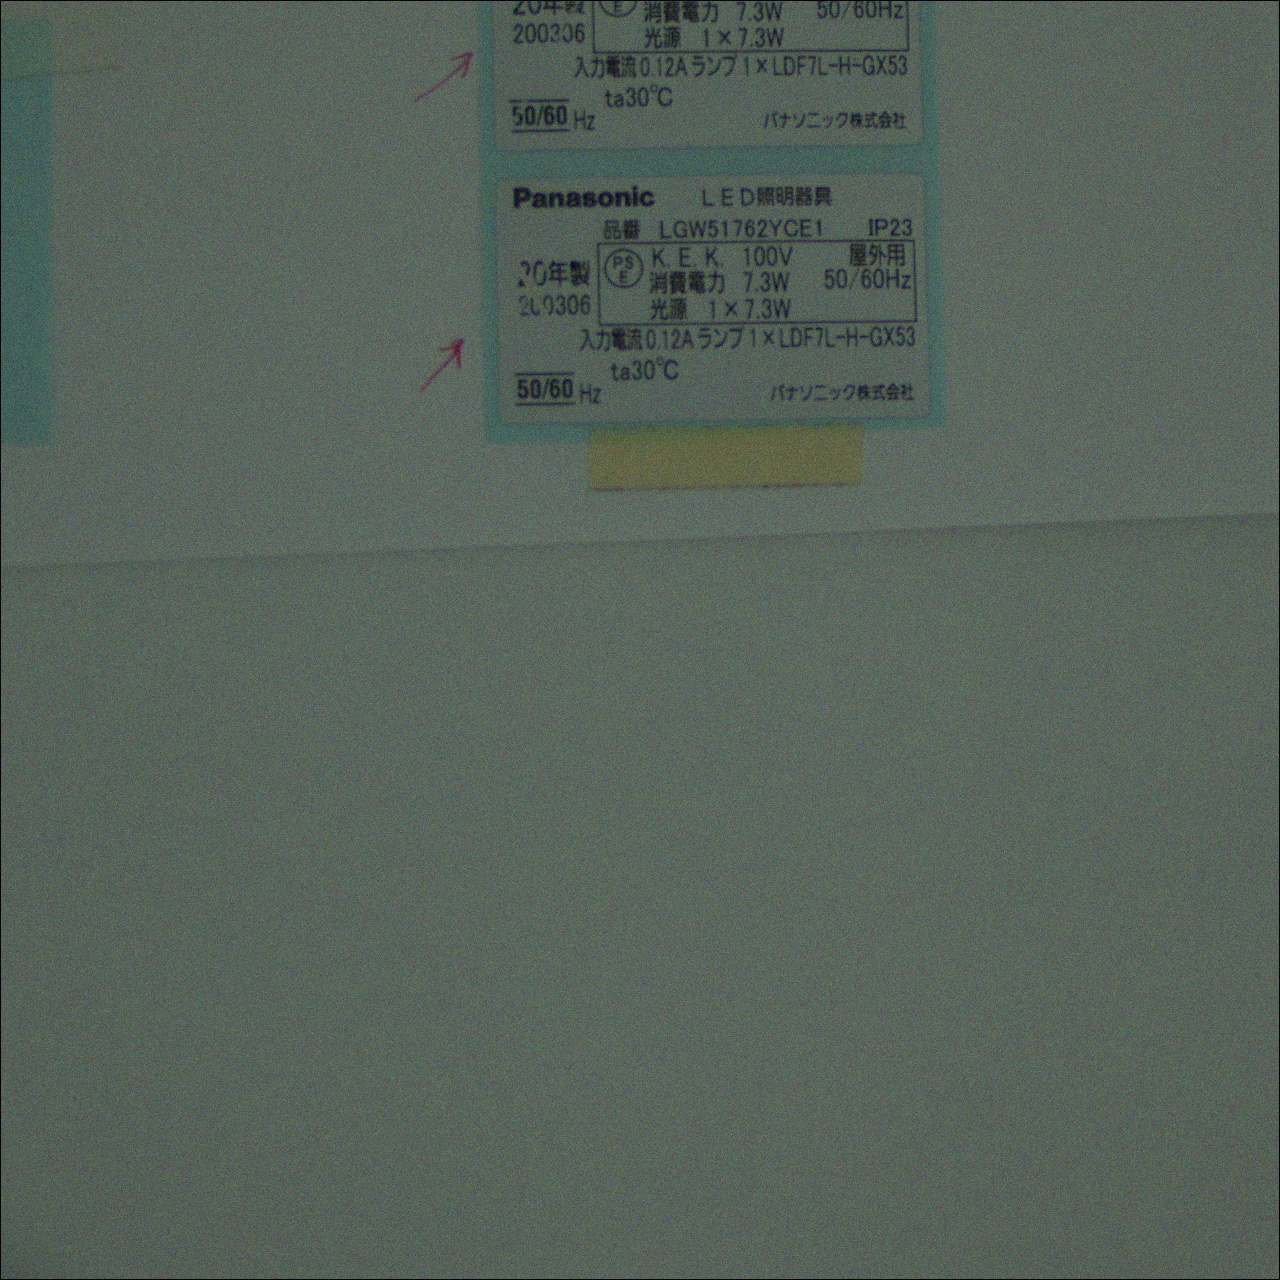 20年製
消費電力 7.3W 50/60Hz
200306
光源 1×7.3W
入力電流0.12A ランプ1×LDF7L-H-GX53
ta30℃
50/60 Hz
パナソニック株式会社
Panasonic LED照明器具
品番 LGW51762YCE1 IP23
PS E K.E.K. 100V 屋外用
20年製
消費電力 7.3W 50/60Hz
200306
光源 1×7.3W
入力電流0.12A ランプ1×LDF7L-H-GX53
ta30℃
50/60 Hz
パナソニック株式会社